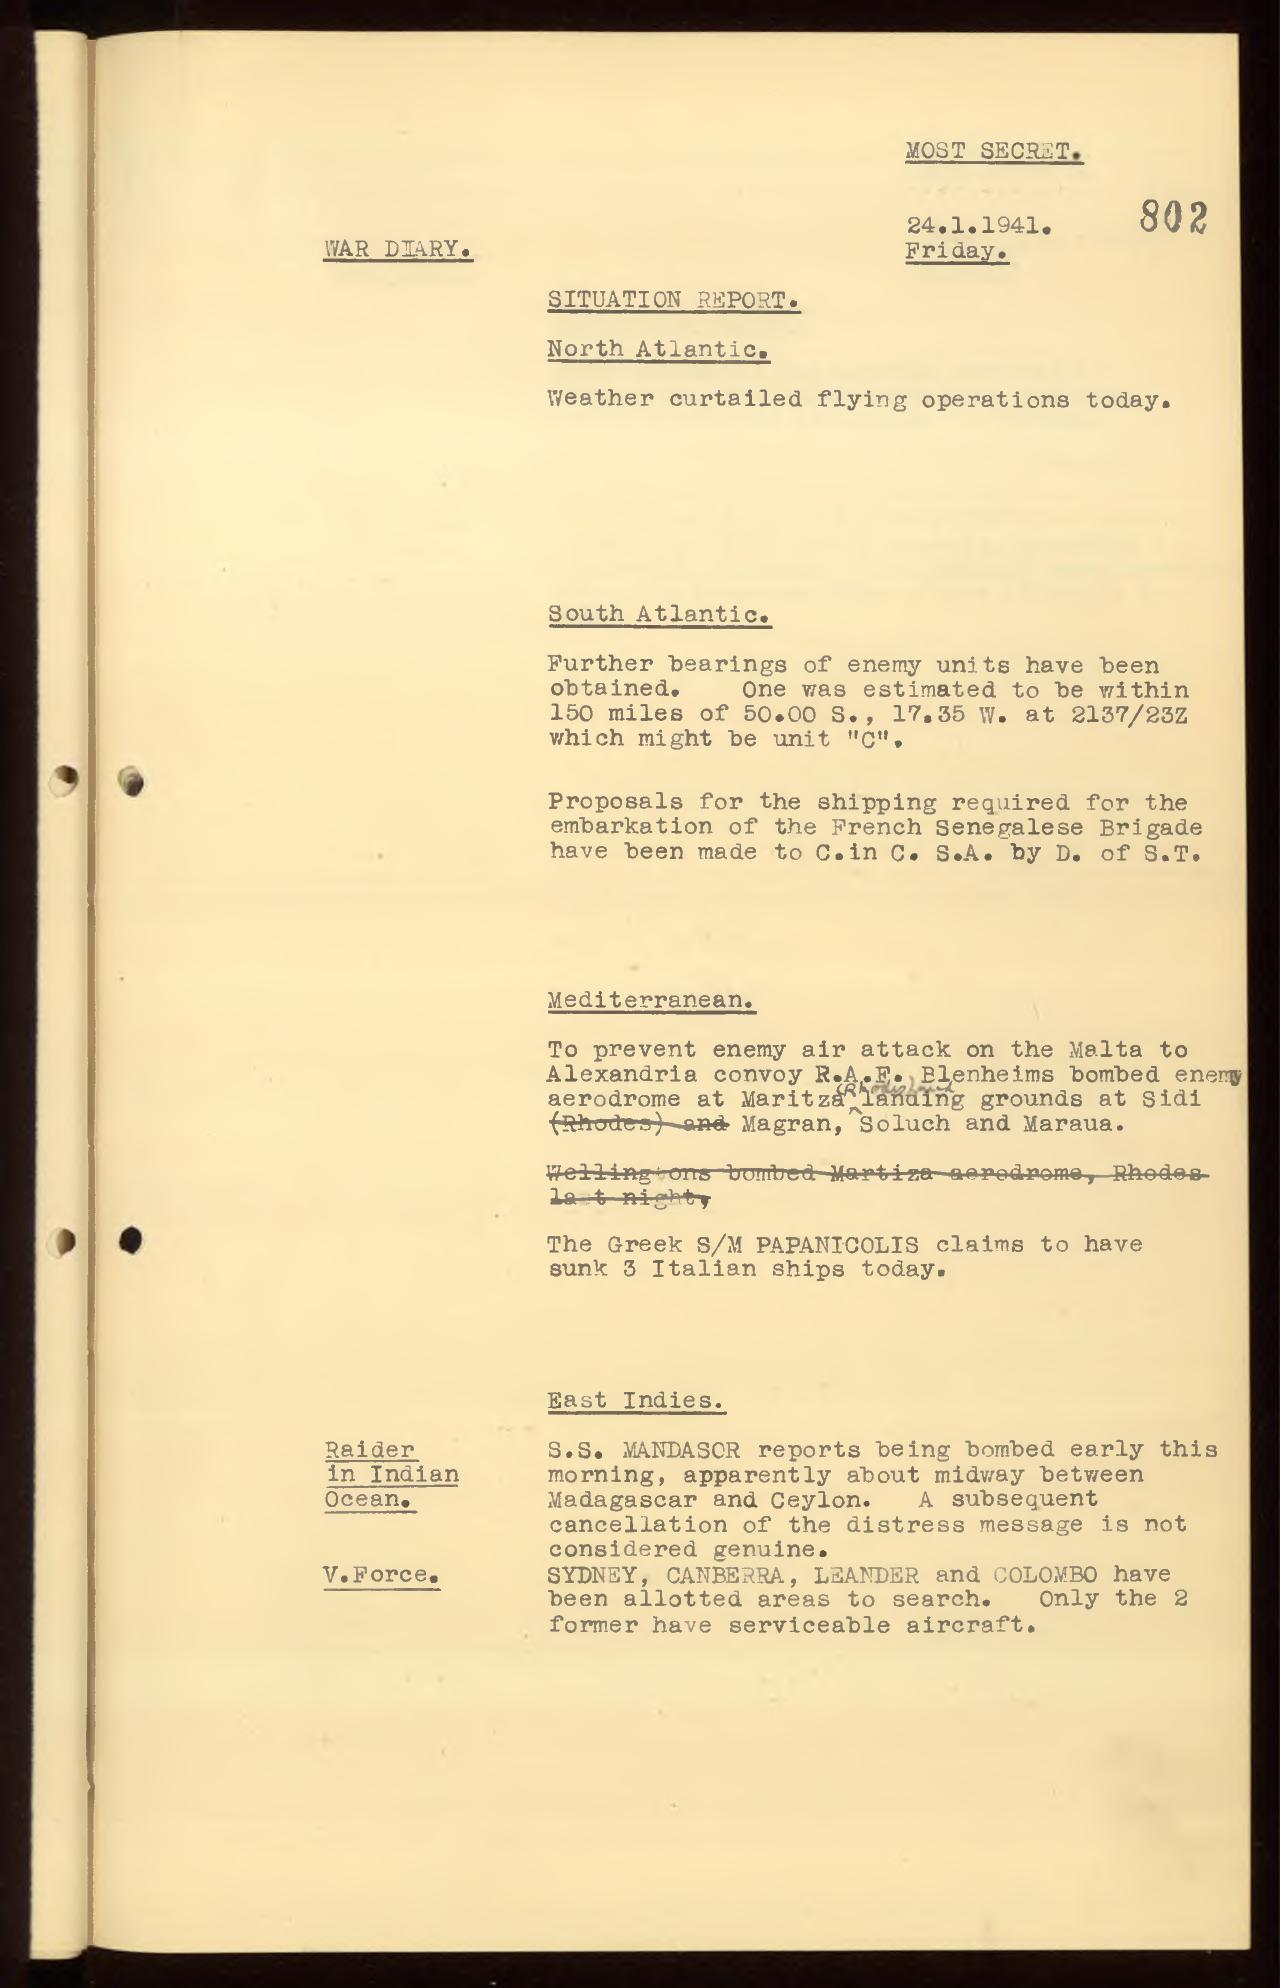 MOST SECRET.
802
24.1.1941.
Friday.
WAR DIARY.
SITUATION REPORT.
North Atlantic.
Weather curtailed flying operations today.
South Atlantic.
Further bearings of enemy units have been
obtained. One was estimated to be within
150 miles of 50.00 S., 17.35 W. at 2137/23Z
which might be unit "C".
Proposals for the shipping required for the
embarkation of the French Senegalese Brigade
have been made to C.in C. S.A. by D. of S.T.
Mediterranean.
To prevent enemy air attack on the Malta to
Alexandria convoy R.A.F. Blenheims bombed enemy
(Rhodes) and
aerodrome at Maritza landing grounds at Sidi
(Rhodes) and Magran, Soluch and Maraua.
Wellingtons bombed Martiza aerodrome, Rhodes
last night,
The Greek S/M PAPANICOLIS claims to have
sunk 3 Italian ships today.
East Indies.
Raider
in Indian
Ocean.
S.S. MANDASOR reports being bombed early this
morning, apparently about midway between
Madagascar and Ceylon. A subsequent
cancellation of the distress message is not
considered genuine.
V.Force.
SYDNEY, CANBERRA, LEANDER and COLOMBO have
been allotted areas to search. Only the 2
former have serviceable aircraft.